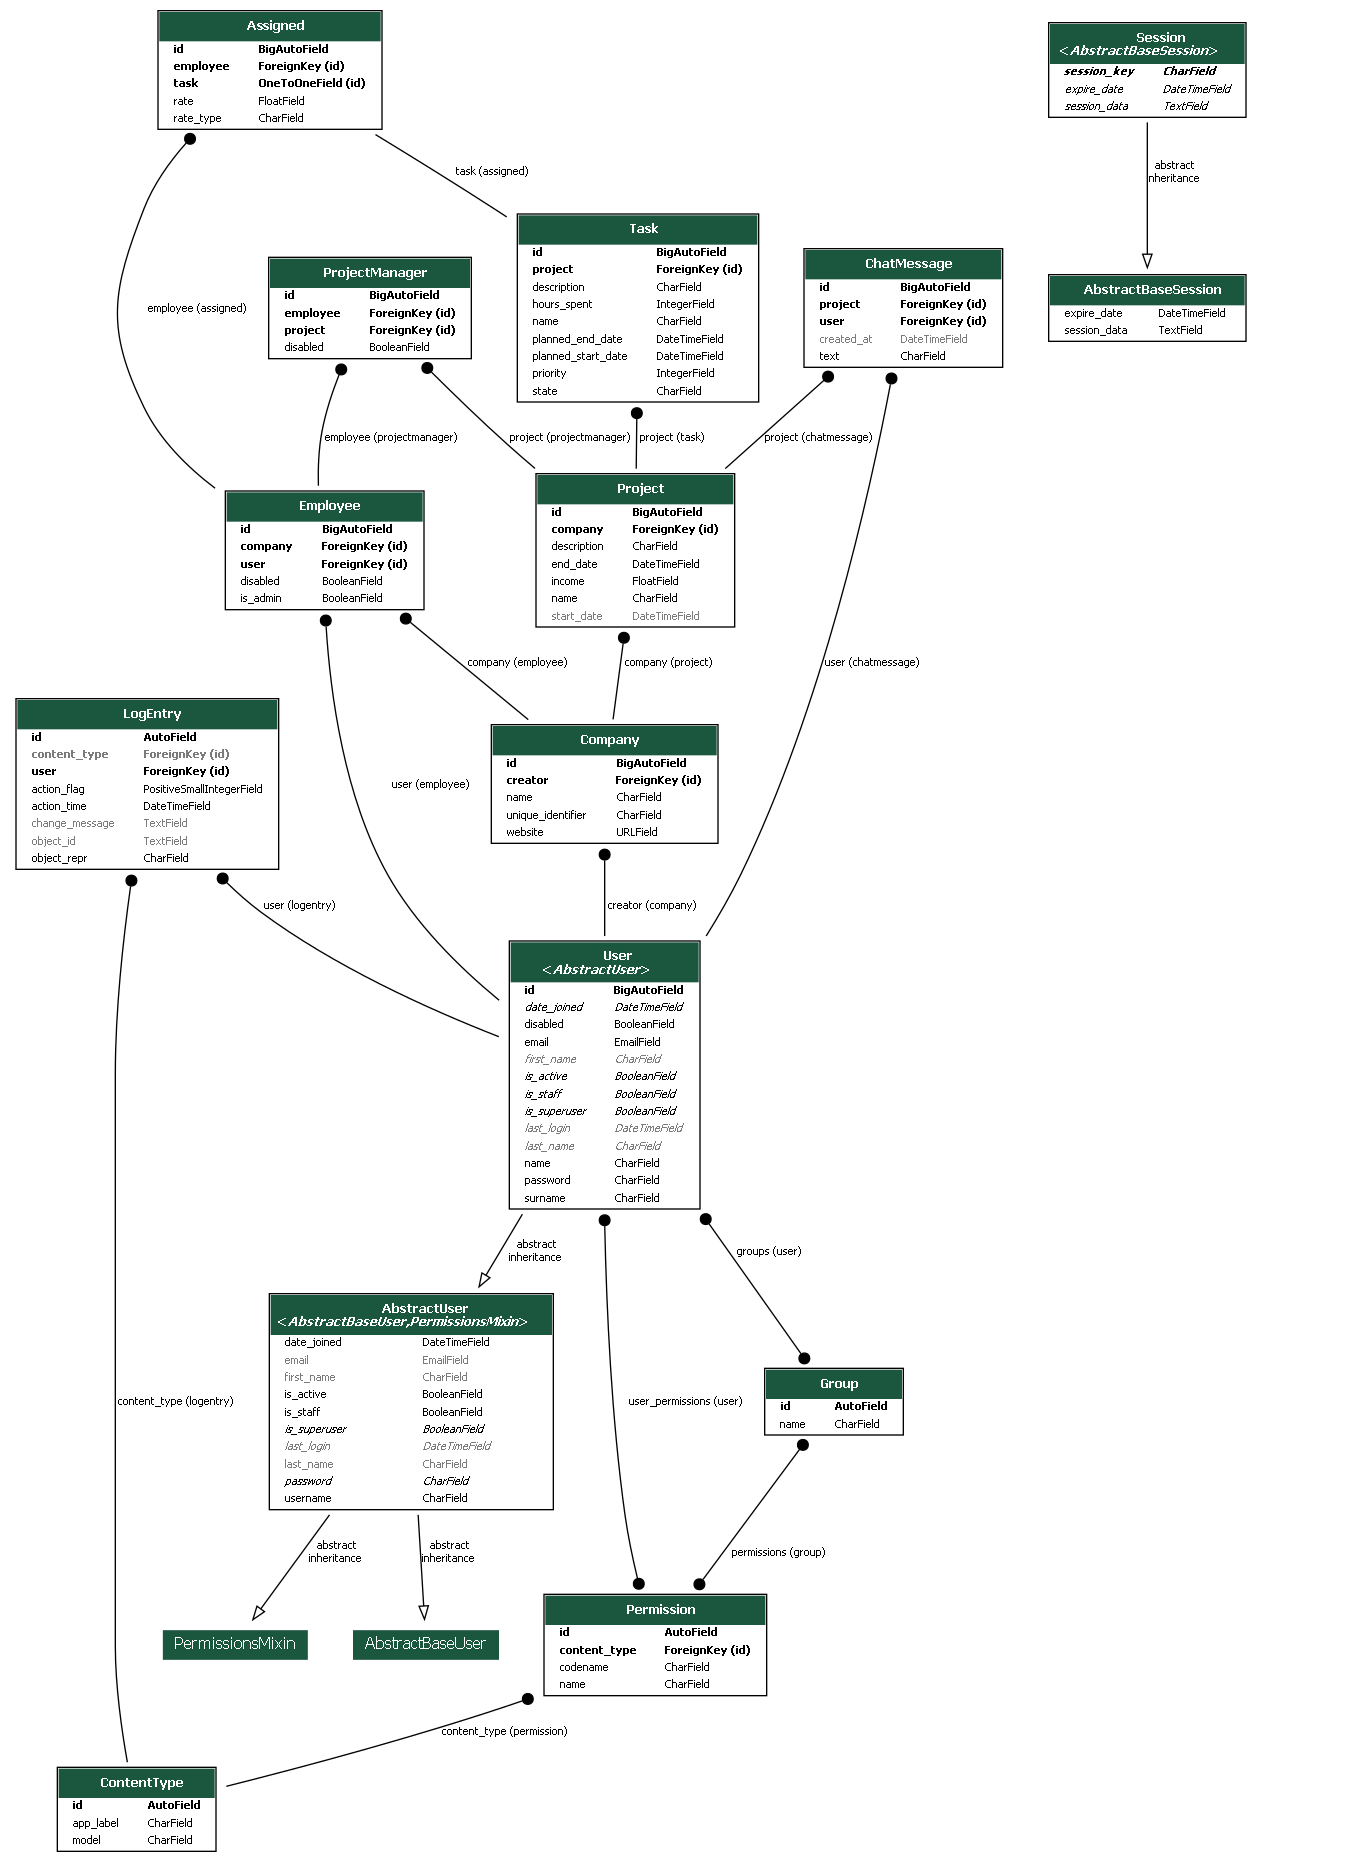 Assigned
id BigAutoField
employee ForeignKey (id)
task OneToOneField (id)
rate FloatField
rate_type CharField
Session
<AbstractBaseSession>
session_key CharField
expire_date DateTimeField
session_data TextField
task (assigned)
abstract
inheritance
employee (assigned)
ProjectManager
id BigAutoField
employee ForeignKey (id)
project ForeignKey (id)
disabled BooleanField
Task
id BigAutoField
project ForeignKey (id)
description CharField
hours_spent IntegerField
name CharField
planned_end_date DateTimeField
planned_start_date DateTimeField
priority IntegerField
state CharField
ChatMessage
id BigAutoField
project ForeignKey (id)
user ForeignKey (id)
created_at DateTimeField
text CharField
AbstractBaseSession
expire_date DateTimeField
session_data TextField
employee (projectmanager)
project (projectmanager)
project (task)
project (chatmessage)
Employee
id BigAutoField
company ForeignKey (id)
user ForeignKey (id)
disabled BooleanField
is_admin BooleanField
Project
id BigAutoField
company ForeignKey (id)
description CharField
end_date DateTimeField
income FloatField
name CharField
start_date DateTimeField
company (employee)
company (project)
user (chatmessage)
LogEntry
id AutoField
content_type ForeignKey (id)
user ForeignKey (id)
action_flag PositiveSmallIntegerField
action_time DateTimeField
change_message TextField
object_id TextField
object_repr CharField
user (employee)
Company
id BigAutoField
creator ForeignKey (id)
name CharField
unique_identifier CharField
website URLField
user (logentry)
creator (company)
User
<AbstractUser>
id BigAutoField
date_joined DateTimeField
disabled BooleanField
email EmailField
first_name CharField
is_active BooleanField
is_staff BooleanField
is_superuser BooleanField
last_login DateTimeField
last_name CharField
name CharField
password CharField
surname CharField
abstract
inheritance
groups (user)
AbstractUser
<AbstractBaseUser,PermissionsMixin>
date_joined DateTimeField
email EmailField
first_name CharField
is_active BooleanField
is_staff BooleanField
is_superuser BooleanField
last_login DateTimeField
last_name CharField
password CharField
username CharField
content_type (logentry)
user_permissions (user)
Group
id AutoField
name CharField
abstract
inheritance
abstract
inheritance
permissions (group)
PermissionsMixin
AbstractBaseUser
Permission
id AutoField
content_type ForeignKey (id)
codename CharField
name CharField
content_type (permission)
ContentType
id AutoField
app_label CharField
model CharField